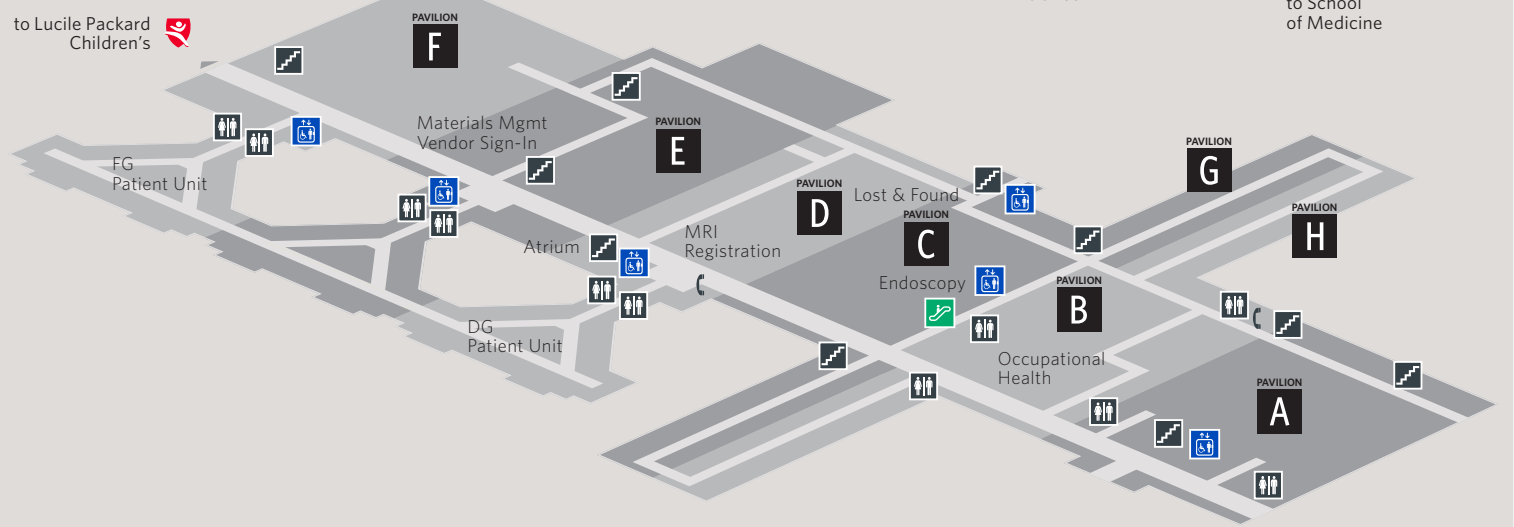 to School
of Medicine
to Lucile Packard
Children's
PAVILION
F
Materials Mgmt
Vendor Sign-In
PAVILION
E
FG
Patient Unit
PAVILION
D
Lost & Found
PAVILION
C
PAVILION
G
PAVILION
H
Atrium
MRI
Registration
Endoscopy
PAVILION
B
DG
Patient Unit
Occupational
Health
PAVILION
A